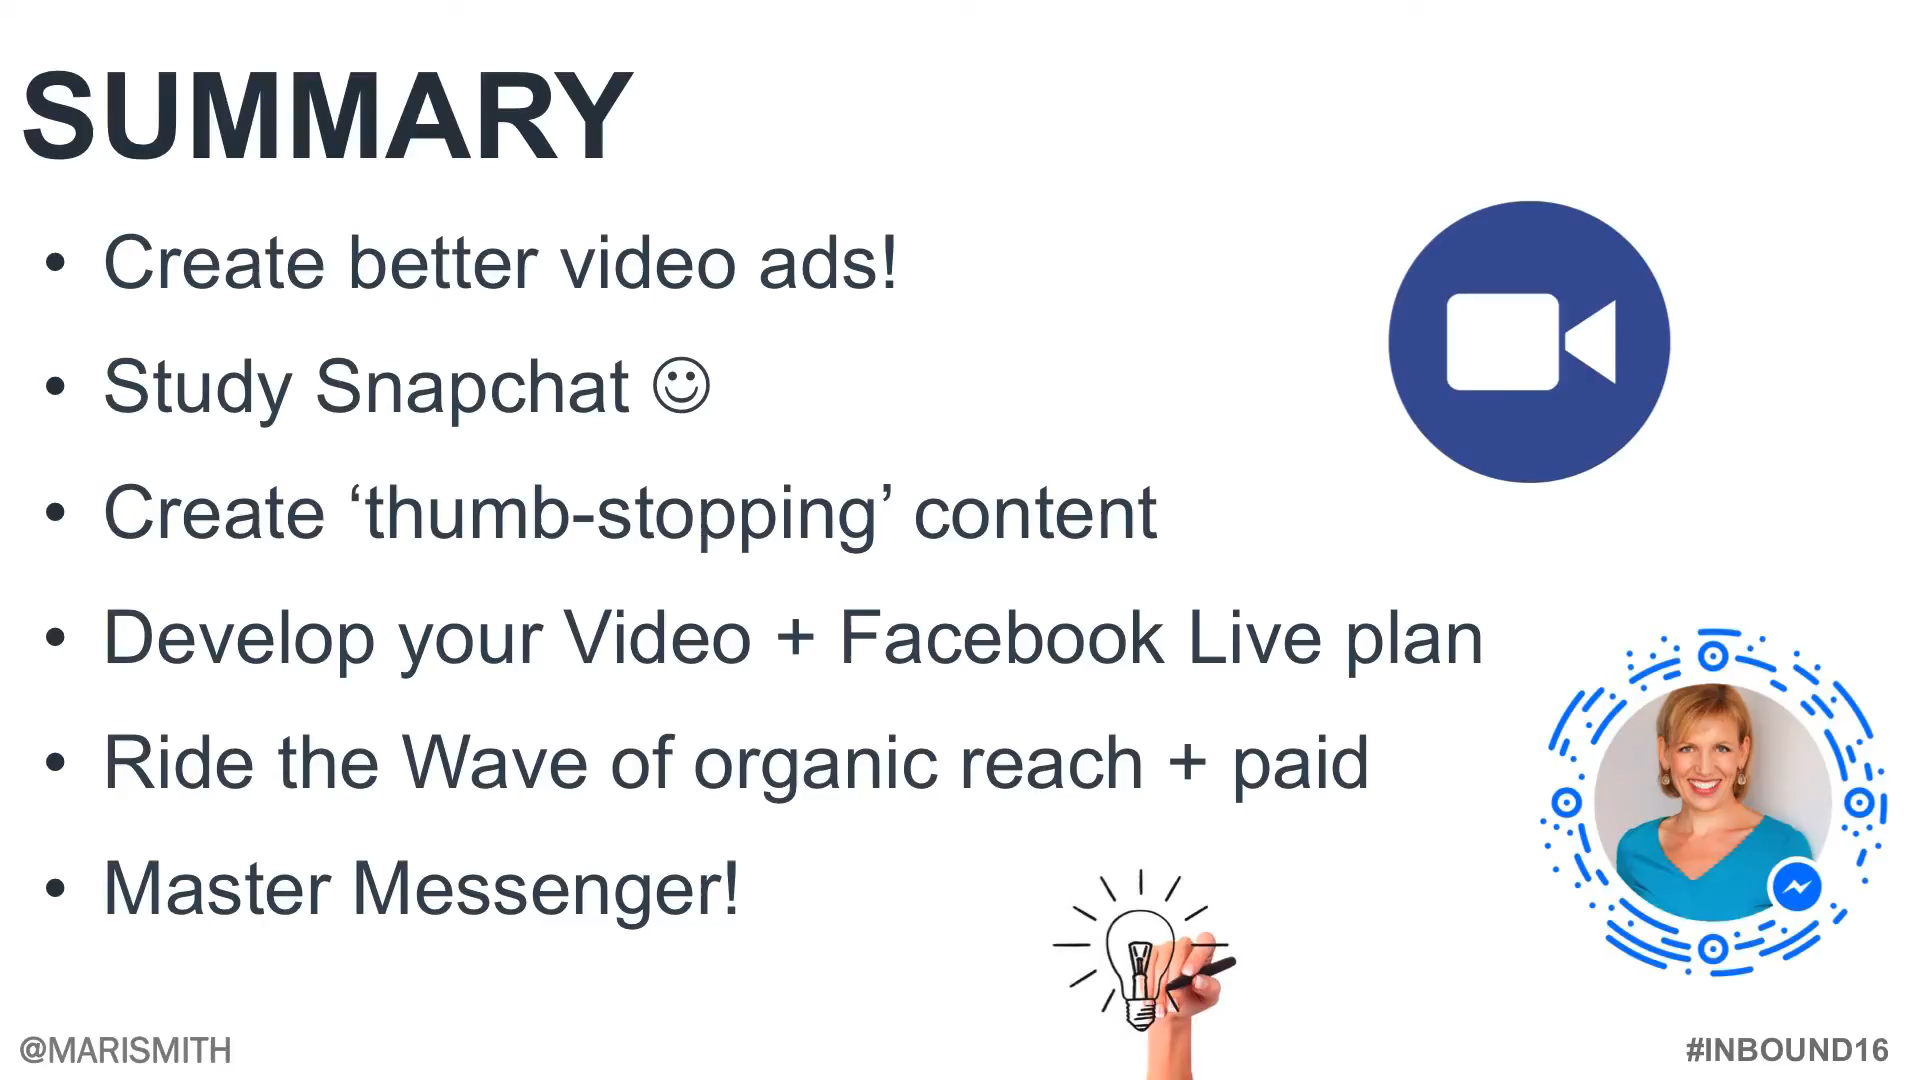 SUMMARY
• Create better video ads!
• Study Snapchat ☺
• Create ‘thumb-stopping’ content
• Develop your Video + Facebook Live plan
• Ride the Wave of organic reach + paid
• Master Messenger!
@MARISMITH
#INBOUND16